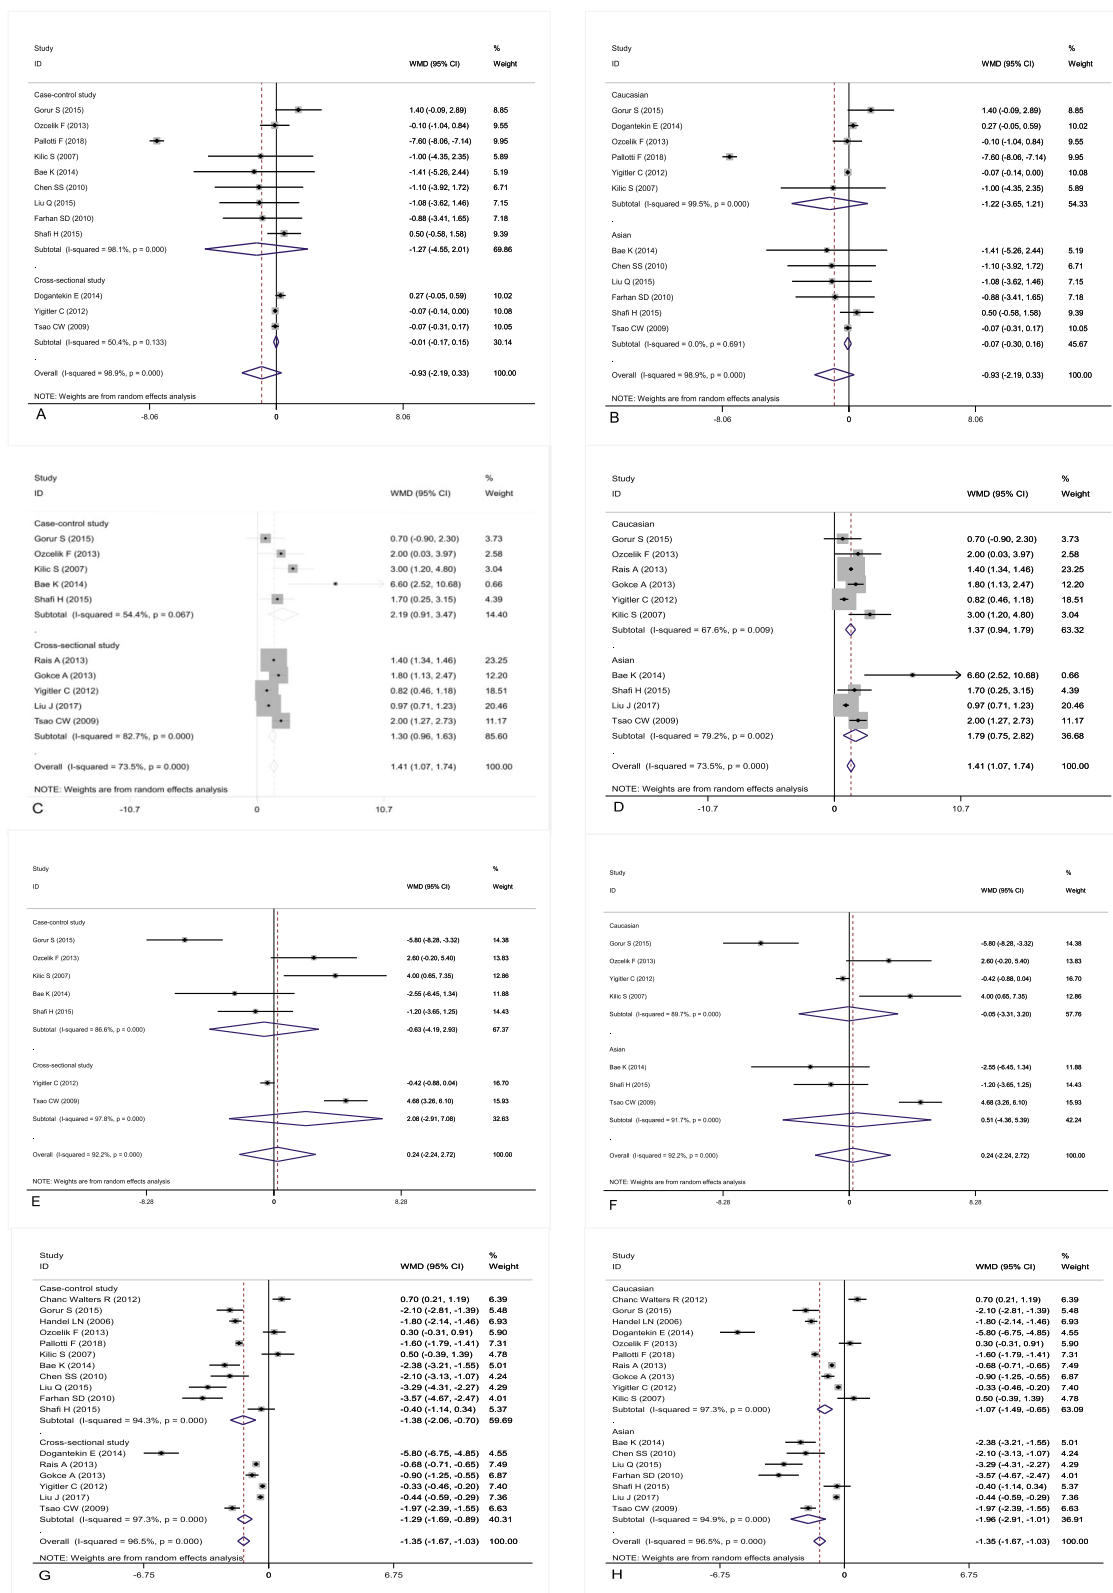 Study %
ID WMD (95% CI) Weight
Case-control study
Gorur S (2015) 1.40 (-0.09, 2.89) 8.85
Ozcelik F (2013) -0.10 (-1.04, 0.84) 9.55
Pallotti F (2018) -7.60 (-8.06, -7.14) 9.95
Kilic S (2007) -1.00 (-4.35, 2.35) 5.89
Bae K (2014) -1.41 (-5.26, 2.44) 5.19
Chen SS (2010) -1.10 (-3.92, 1.72) 6.71
Liu Q (2015) -1.08 (-3.62, 1.46) 7.15
Farhan SD (2010) -0.88 (-3.41, 1.65) 7.18
Shafi H (2015) 0.50 (-0.58, 1.58) 9.39
Subtotal (I-squared = 98.1%, p = 0.000) -1.27 (-4.55, 2.01) 69.86
.
Cross-sectional study
Dogantekin E (2014) 0.27 (-0.05, 0.59) 10.02
Yigitler C (2012) -0.07 (-0.14, 0.00) 10.08
Tsao CW (2009) -0.07 (-0.31, 0.17) 10.05
Subtotal (I-squared = 50.4%, p = 0.133) -0.01 (-0.17, 0.15) 30.14
.
Overall (I-squared = 98.9%, p = 0.000) -0.93 (-2.19, 0.33) 100.00
NOTE: Weights are from random effects analysis
A -8.06 0 8.06
Study %
ID WMD (95% CI) Weight
Caucasian
Gorur S (2015) 1.40 (-0.09, 2.89) 8.85
Dogantekin E (2014) 0.27 (-0.05, 0.59) 10.02
Ozcelik F (2013) -0.10 (-1.04, 0.84) 9.55
Pallotti F (2018) -7.60 (-8.06, -7.14) 9.95
Yigitler C (2012) -0.07 (-0.14, 0.00) 10.08
Kilic S (2007) -1.00 (-4.35, 2.35) 5.89
Subtotal (I-squared = 99.5%, p = 0.000) -1.22 (-3.65, 1.21) 54.33
.
Asian
Bae K (2014) -1.41 (-5.26, 2.44) 5.19
Chen SS (2010) -1.10 (-3.92, 1.72) 6.71
Liu Q (2015) -1.08 (-3.62, 1.46) 7.15
Farhan SD (2010) -0.88 (-3.41, 1.65) 7.18
Shafi H (2015) 0.50 (-0.58, 1.58) 9.39
Tsao CW (2009) -0.07 (-0.31, 0.17) 10.05
Subtotal (I-squared = 0.0%, p = 0.691) -0.07 (-0.30, 0.16) 45.67
.
Overall (I-squared = 98.9%, p = 0.000) -0.93 (-2.19, 0.33) 100.00
NOTE: Weights are from random effects analysis
B -8.06 0 8.06
Study %
ID WMD (95% CI) Weight
Case-control study
Gorur S (2015) 0.70 (-0.90, 2.30) 3.73
Ozcelik F (2013) 2.00 (0.03, 3.97) 2.58
Kilic S (2007) 3.00 (1.20, 4.80) 3.04
Bae K (2014) 6.60 (2.52, 10.68) 0.66
Shafi H (2015) 1.70 (0.25, 3.15) 4.39
Subtotal (I-squared = 54.4%, p = 0.067) 2.19 (0.91, 3.47) 14.40
.
Cross-sectional study
Rais A (2013) 1.40 (1.34, 1.46) 23.25
Gokce A (2013) 1.80 (1.13, 2.47) 12.20
Yigitler C (2012) 0.82 (0.46, 1.18) 18.51
Liu J (2017) 0.97 (0.71, 1.23) 20.46
Tsao CW (2009) 2.00 (1.27, 2.73) 11.17
Subtotal (I-squared = 82.7%, p = 0.000) 1.30 (0.96, 1.63) 85.60
.
Overall (I-squared = 73.5%, p = 0.000) 1.41 (1.07, 1.74) 100.00
NOTE: Weights are from random effects analysis
C -10.7 0 10.7
Study %
ID WMD (95% CI) Weight
Caucasian
Gorur S (2015) 0.70 (-0.90, 2.30) 3.73
Ozcelik F (2013) 2.00 (0.03, 3.97) 2.58
Rais A (2013) 1.40 (1.34, 1.46) 23.25
Gokce A (2013) 1.80 (1.13, 2.47) 12.20
Yigitler C (2012) 0.82 (0.46, 1.18) 18.51
Kilic S (2007) 3.00 (1.20, 4.80) 3.04
Subtotal (I-squared = 67.6%, p = 0.009) 1.37 (0.94, 1.79) 63.32
.
Asian
Bae K (2014) 6.60 (2.52, 10.68) 0.66
Shafi H (2015) 1.70 (0.25, 3.15) 4.39
Liu J (2017) 0.97 (0.71, 1.23) 20.46
Tsao CW (2009) 2.00 (1.27, 2.73) 11.17
Subtotal (I-squared = 79.2%, p = 0.002) 1.79 (0.75, 2.82) 36.68
.
Overall (I-squared = 73.5%, p = 0.000) 1.41 (1.07, 1.74) 100.00
NOTE: Weights are from random effects analysis
D -10.7 0 10.7
Study %
ID WMD (95% CI) Weight
Case-control study
Gorur S (2015) -5.80 (-8.28, -3.32) 14.38
Ozcelik F (2013) 2.60 (-0.20, 5.40) 13.83
Kilic S (2007) 4.00 (0.65, 7.35) 12.86
Bae K (2014) -2.55 (-6.45, 1.34) 11.88
Shafi H (2015) -1.20 (-3.65, 1.25) 14.43
Subtotal (I-squared = 86.6%, p = 0.000) -0.63 (-4.19, 2.93) 67.37
.
Cross-sectional study
Yigitler C (2012) -0.42 (-0.88, 0.04) 16.70
Tsao CW (2009) 4.68 (3.26, 6.10) 15.93
Subtotal (I-squared = 97.8%, p = 0.000) 2.08 (-2.91, 7.08) 32.63
.
Overall (I-squared = 92.2%, p = 0.000) 0.24 (-2.24, 2.72) 100.00
NOTE: Weights are from random effects analysis
E -8.28 0 8.28
Study %
ID WMD (95% CI) Weight
Caucasian
Gorur S (2015) -5.80 (-8.28, -3.32) 14.38
Ozcelik F (2013) 2.60 (-0.20, 5.40) 13.83
Yigitler C (2012) -0.42 (-0.88, 0.04) 16.70
Kilic S (2007) 4.00 (0.65, 7.35) 12.86
Subtotal (I-squared = 89.7%, p = 0.000) -0.05 (-3.31, 3.20) 57.76
.
Asian
Bae K (2014) -2.55 (-6.45, 1.34) 11.88
Shafi H (2015) -1.20 (-3.65, 1.25) 14.43
Tsao CW (2009) 4.68 (3.26, 6.10) 15.93
Subtotal (I-squared = 91.7%, p = 0.000) 0.51 (-4.36, 5.39) 42.24
.
Overall (I-squared = 92.2%, p = 0.000) 0.24 (-2.24, 2.72) 100.00
NOTE: Weights are from random effects analysis
F -8.28 0 8.28
Study %
ID WMD (95% CI) Weight
Case-control study
Chanc Walters R (2012) 0.70 (0.21, 1.19) 6.39
Gorur S (2015) -2.10 (-2.81, -1.39) 5.48
Handel LN (2006) -1.80 (-2.14, -1.46) 6.93
Ozcelik F (2013) 0.30 (-0.31, 0.91) 5.90
Pallotti F (2018) -1.60 (-1.79, -1.41) 7.31
Kilic S (2007) 0.50 (-0.39, 1.39) 4.78
Bae K (2014) -2.38 (-3.21, -1.55) 5.01
Chen SS (2010) -2.10 (-3.13, -1.07) 4.24
Liu Q (2015) -3.29 (-4.31, -2.27) 4.29
Farhan SD (2010) -3.57 (-4.67, -2.47) 4.01
Shafi H (2015) -0.40 (-1.14, 0.34) 5.37
Subtotal (I-squared = 94.3%, p = 0.000) -1.38 (-2.06, -0.70) 59.69
.
Cross-sectional study
Dogantekin E (2014) -5.80 (-6.75, -4.85) 4.55
Rais A (2013) -0.68 (-0.71, -0.65) 7.49
Gokce A (2013) -0.90 (-1.25, -0.55) 6.87
Yigitler C (2012) -0.33 (-0.46, -0.20) 7.40
Liu J (2017) -0.44 (-0.59, -0.29) 7.36
Tsao CW (2009) -1.97 (-2.39, -1.55) 6.63
Subtotal (I-squared = 97.3%, p = 0.000) -1.29 (-1.69, -0.89) 40.31
.
Overall (I-squared = 96.5%, p = 0.000) -1.35 (-1.67, -1.03) 100.00
NOTE: Weights are from random effects analysis
G -6.75 0 6.75
Study %
ID WMD (95% CI) Weight
Caucasian
Chanc Walters R (2012) 0.70 (0.21, 1.19) 6.39
Gorur S (2015) -2.10 (-2.81, -1.39) 5.48
Handel LN (2006) -1.80 (-2.14, -1.46) 6.93
Dogantekin E (2014) -5.80 (-6.75, -4.85) 4.55
Ozcelik F (2013) 0.30 (-0.31, 0.91) 5.90
Pallotti F (2018) -1.60 (-1.79, -1.41) 7.31
Rais A (2013) -0.68 (-0.71, -0.65) 7.49
Gokce A (2013) -0.90 (-1.25, -0.55) 6.87
Yigitler C (2012) -0.33 (-0.46, -0.20) 7.40
Kilic S (2007) 0.50 (-0.39, 1.39) 4.78
Subtotal (I-squared = 97.3%, p = 0.000) -1.07 (-1.49, -0.65) 63.09
.
Asian
Bae K (2014) -2.38 (-3.21, -1.55) 5.01
Chen SS (2010) -2.10 (-3.13, -1.07) 4.24
Liu Q (2015) -3.29 (-4.31, -2.27) 4.29
Farhan SD (2010) -3.57 (-4.67, -2.47) 4.01
Shafi H (2015) -0.40 (-1.14, 0.34) 5.37
Liu J (2017) -0.44 (-0.59, -0.29) 7.36
Tsao CW (2009) -1.97 (-2.39, -1.55) 6.63
Subtotal (I-squared = 94.9%, p = 0.000) -1.96 (-2.91, -1.01) 36.91
.
Overall (I-squared = 96.5%, p = 0.000) -1.35 (-1.67, -1.03) 100.00
NOTE: Weights are from random effects analysis
H -6.75 0 6.75